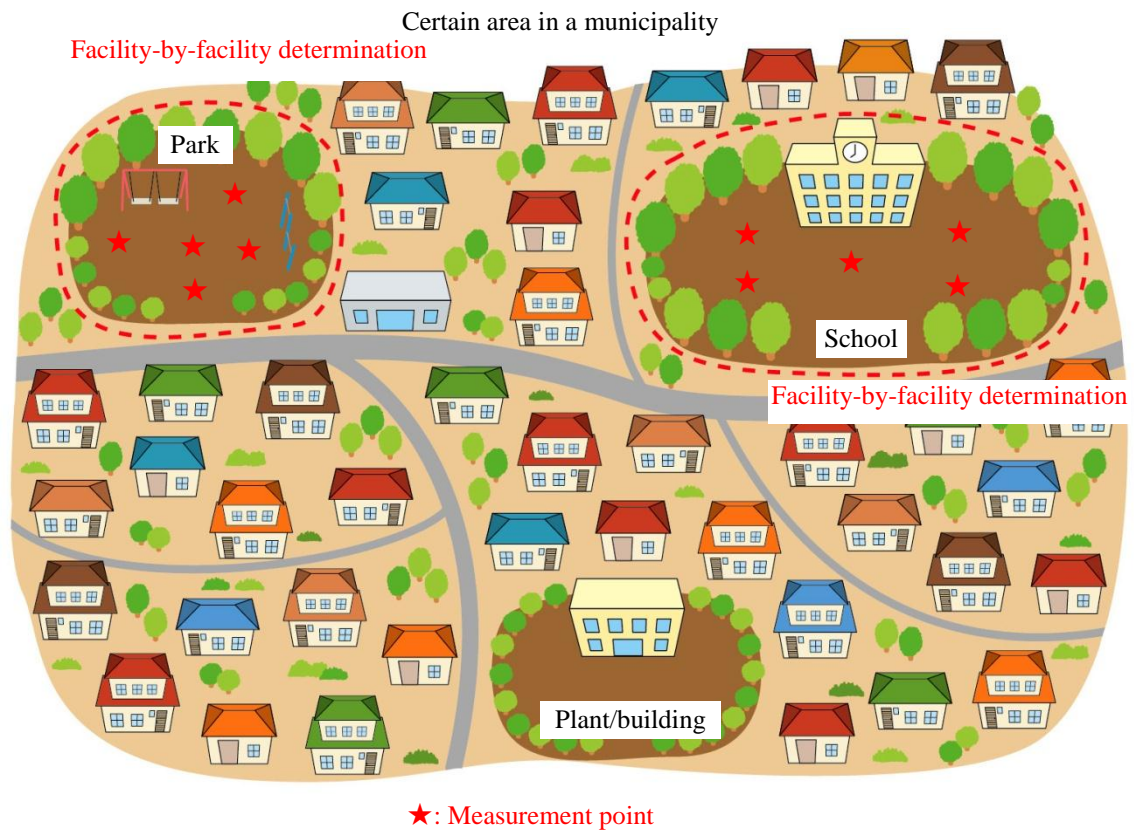 Certain area in a municipality
Facility-by-facility determination
Park
School
Facility-by-facility determination
Plant/building
★: Measurement point